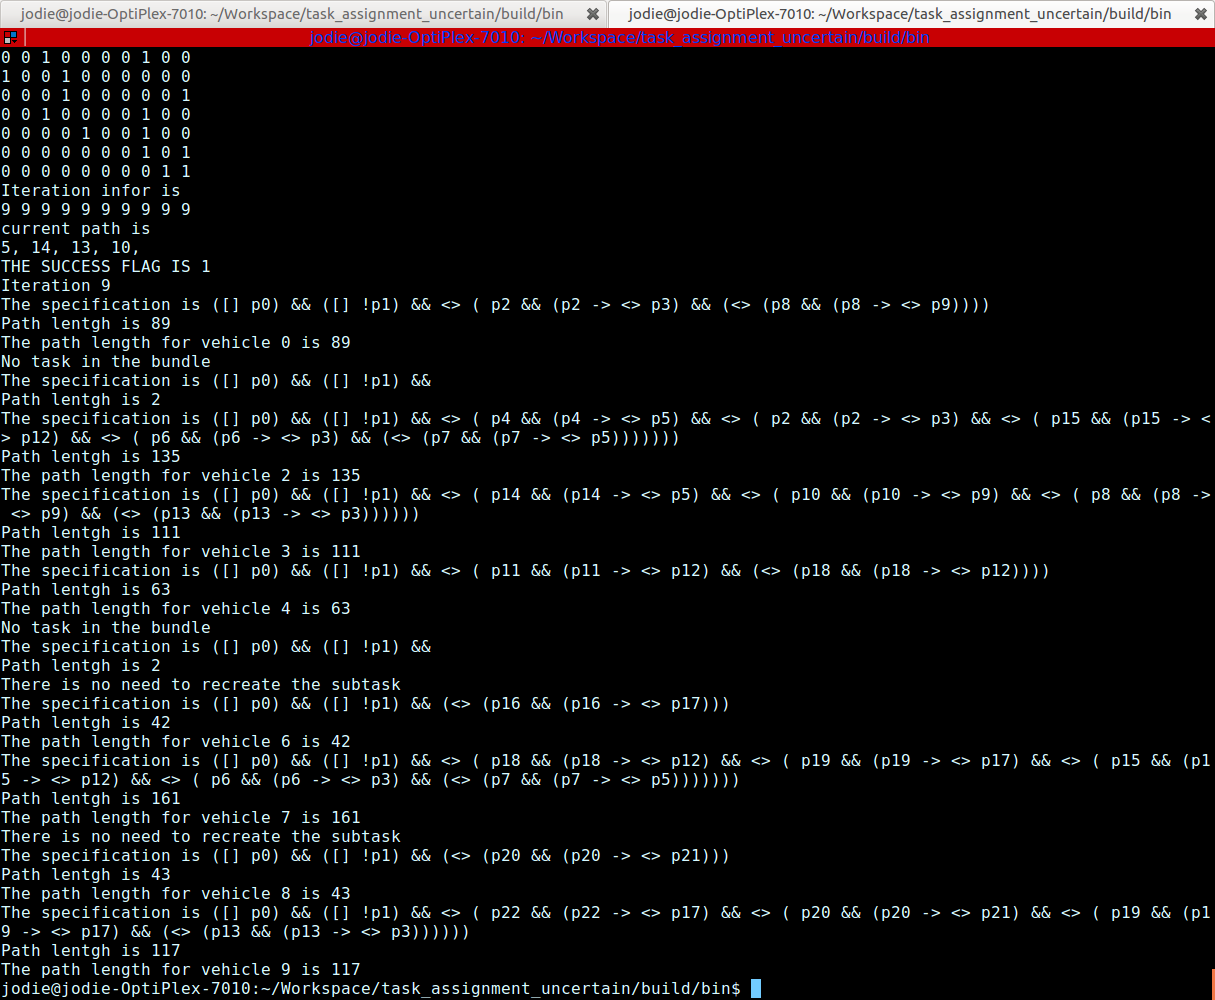 jodie@jodie-OptiPlex-7010: ~/Workspace/task_assignment_uncertain/build/bin
jodie@jodie-OptiPlex-7010: ~/Workspace/task_assignment_uncertain/build/bin
jodie@jodie-OptiPlex-7010: ~/Workspace/task_assignment_uncertain/build/bin
0 0 1 0 0 0 0 1 0 0
1 0 0 1 0 0 0 0 0 0
0 0 0 1 0 0 0 0 0 1
0 0 1 0 0 0 0 1 0 0
0 0 0 0 1 0 0 1 0 0
0 0 0 0 0 0 0 1 0 1
0 0 0 0 0 0 0 0 1 1
Iteration infor is
9 9 9 9 9 9 9 9 9 9
current path is
5, 14, 13, 10,
THE SUCCESS FLAG IS 1
Iteration 9
The specification is ([] p0) && ([] !p1) && <> ( p2 && (p2 -> <> p3) && (<> (p8 && (p8 -> <> p9))))
Path lentgh is 89
The path length for vehicle 0 is 89
No task in the bundle
The specification is ([] p0) && ([] !p1) &&
Path lentgh is 2
The specification is ([] p0) && ([] !p1) && <> ( p4 && (p4 -> <> p5) && <> ( p2 && (p2 -> <> p3) && <> ( p15 && (p15 -> <
> p12) && <> ( p6 && (p6 -> <> p3) && (<> (p7 && (p7 -> <> p5)))))))
Path lentgh is 135
The path length for vehicle 2 is 135
The specification is ([] p0) && ([] !p1) && <> ( p14 && (p14 -> <> p5) && <> ( p10 && (p10 -> <> p9) && <> ( p8 && (p8 ->
 <> p9) && (<> (p13 && (p13 -> <> p3))))))
Path lentgh is 111
The path length for vehicle 3 is 111
The specification is ([] p0) && ([] !p1) && <> ( p11 && (p11 -> <> p12) && (<> (p18 && (p18 -> <> p12))))
Path lentgh is 63
The path length for vehicle 4 is 63
No task in the bundle
The specification is ([] p0) && ([] !p1) &&
Path lentgh is 2
There is no need to recreate the subtask
The specification is ([] p0) && ([] !p1) && (<> (p16 && (p16 -> <> p17)))
Path lentgh is 42
The path length for vehicle 6 is 42
The specification is ([] p0) && ([] !p1) && <> ( p18 && (p18 -> <> p12) && <> ( p19 && (p19 -> <> p17) && <> ( p15 && (p1
5 -> <> p12) && <> ( p6 && (p6 -> <> p3) && (<> (p7 && (p7 -> <> p5)))))))
Path lentgh is 161
The path length for vehicle 7 is 161
There is no need to recreate the subtask
The specification is ([] p0) && ([] !p1) && (<> (p20 && (p20 -> <> p21)))
Path lentgh is 43
The path length for vehicle 8 is 43
The specification is ([] p0) && ([] !p1) && <> ( p22 && (p22 -> <> p17) && <> ( p20 && (p20 -> <> p21) && <> ( p19 && (p1
9 -> <> p17) && (<> (p13 && (p13 -> <> p3))))))
Path lentgh is 117
The path length for vehicle 9 is 117
jodie@jodie-OptiPlex-7010:~/Workspace/task_assignment_uncertain/build/bin$